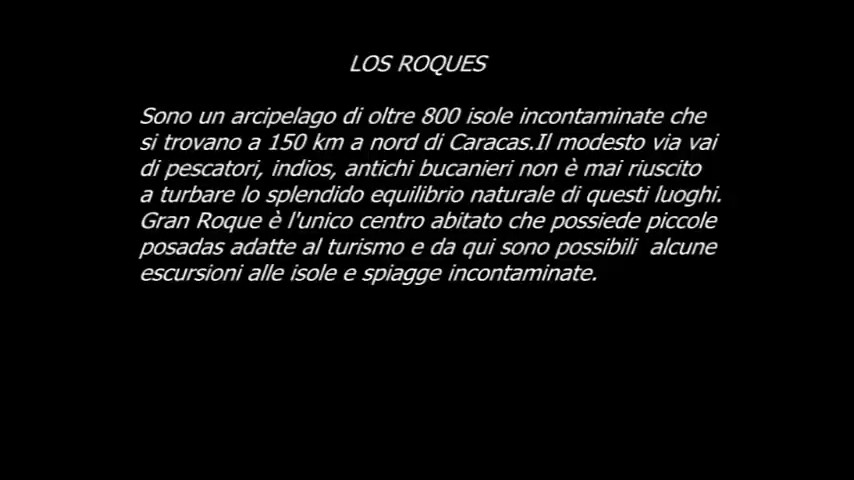 LOS ROQUES
Sono un arcipelago di oltre 800 isole incontaminate che
si trovano a 150 km a nord di Caracas.Il modesto via vai
di pescatori, indios, antichi bucanieri non è mai riuscito
a turbare lo splendido equilibrio naturale di questi luoghi.
Gran Roque è l'unico centro abitato che possiede piccole
posadas adatte al turismo e da qui sono possibili  alcune
escursioni alle isole e spiagge incontaminate.